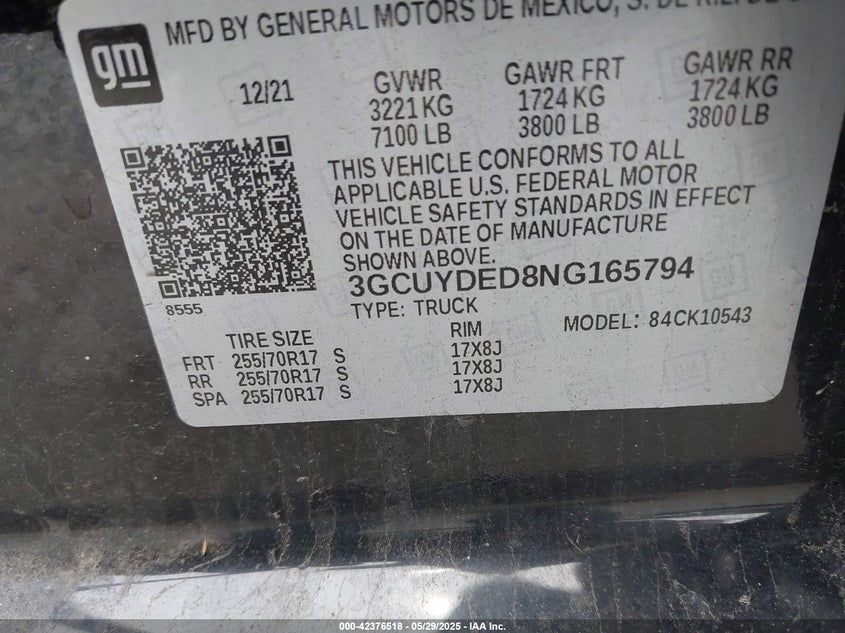 gm
MFD BY GENERAL MOTORS DE MEXICO, S. DE R.L. DE
12/21
GVWR
3221 KG
7100 LB
GAWR FRT
1724 KG
3800 LB
GAWR RR
1724 KG
3800 LB
THIS VEHICLE CONFORMS TO ALL
APPLICABLE U.S. FEDERAL MOTOR
VEHICLE SAFETY STANDARDS IN EFFECT
ON THE DATE OF MANUFACTURE
SHOWN ABOVE.
3GCUYDED8NG165794
8555
TYPE: TRUCK
MODEL: 84CK10543
TIRE SIZE RIM
FRT 255/70R17 S 17X8J
RR 255/70R17 S 17X8J
SPA 255/70R17 S 17X8J
000-42376518 - 05/29/2025 - IAA Inc.